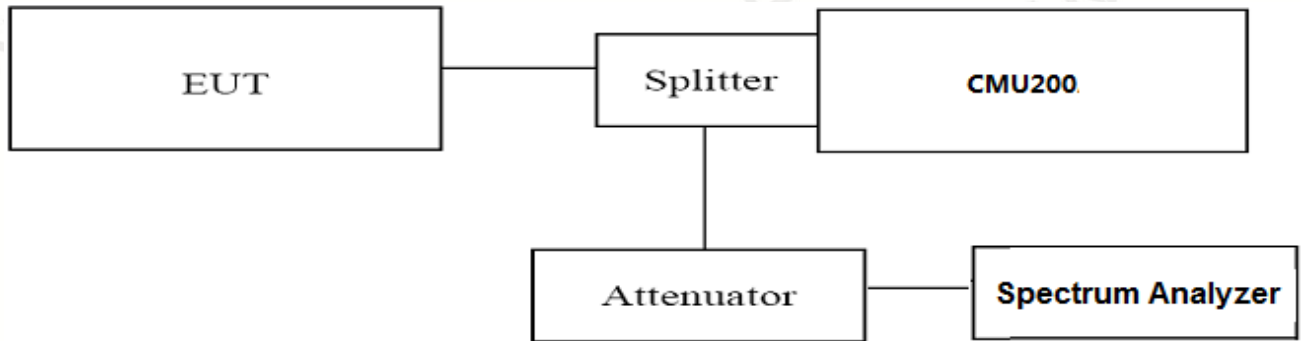 EUT
Splitter
CMU200
Attenuator
Spectrum Analyzer